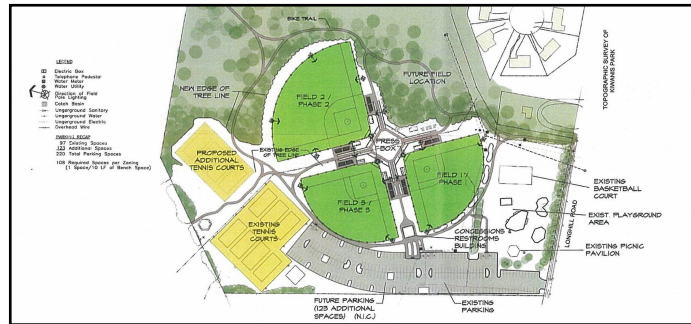 BIKE TRAIL
LEGEND
Electric Box
Telephone Pedestal
Water Meter
Water Utility
Direction of Field
Pole Lighting
Catch Basin
Underground Sanitary
Underground Water
Underground Electric
Overhead Wire
PARKING RECAP
97 Existing Spaces
123 Additional Spaces
220 Total Parking Spaces
108 Required Spaces per Zoning
(1 Space/10 LF of Bench Space)
NEW EDGE OF
TREE LINE
FIELD 2 /
PHASE 2
FUTURE FIELD
LOCATION
TOPOGRAPHIC SURVEY OF
KIWANIS PARK
PROPOSED
ADDITIONAL
TENNIS COURTS
EXISTING EDGE
OF TREE LINE
PRESS
BOX
FIELD 3 /
PHASE 3
FIELD 1 /
PHASE 1
EXISTING
TENNIS
COURTS
CONCESSIONS
RESTROOMS
BUILDING
LONGHILL ROAD
EXISTING
BASKETBALL
COURT
EXIST. PLAYGROUND
AREA
EXISTING PICNIC
PAVILION
FUTURE PARKING
(123 ADDITIONAL
SPACES) (N.I.C.)
EXISTING
PARKING